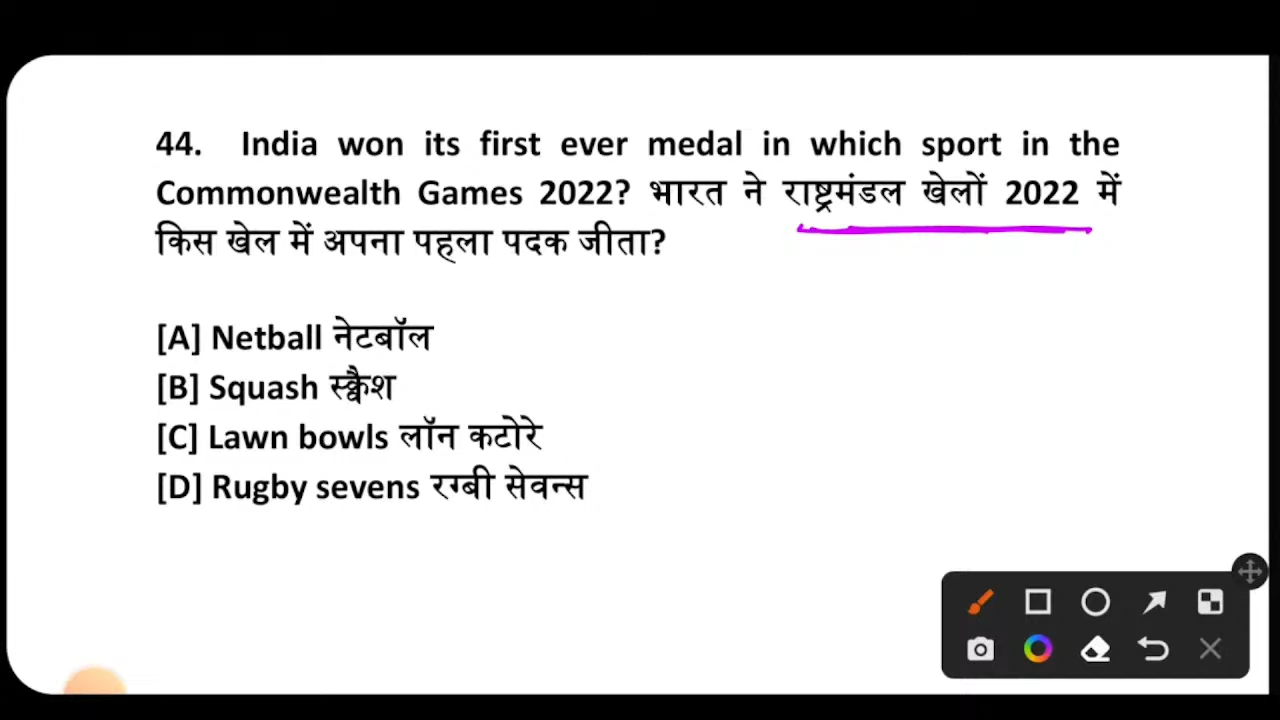 44. India won its first ever medal in which sport in the
Commonwealth Games 2022? भारत ने राष्ट्रमंडल खेलों 2022 में
किस खेल में अपना पहला पदक जीता?
[A] Netball नेटबॉल
[B] Squash स्क्वैश
[C] Lawn bowls लॉन कटोरे
[D] Rugby sevens रग्बी सेवन्स